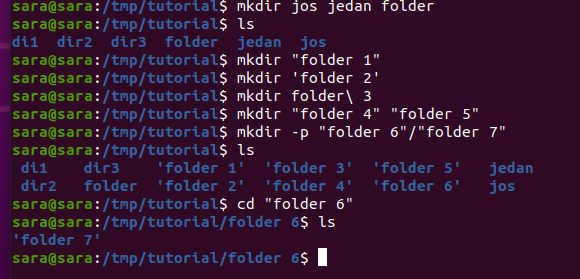 sara@sara:/tmp/tutorial$ mkdir jos jedan folder
sara@sara:/tmp/tutorial$ ls
di1  dir2  dir3  folder  jedan  jos
sara@sara:/tmp/tutorial$ mkdir "folder 1"
sara@sara:/tmp/tutorial$ mkdir 'folder 2'
sara@sara:/tmp/tutorial$ mkdir folder\ 3
sara@sara:/tmp/tutorial$ mkdir "folder 4" "folder 5"
sara@sara:/tmp/tutorial$ mkdir -p "folder 6"/"folder 7"
sara@sara:/tmp/tutorial$ ls
di1   dir3   'folder 1'  'folder 3'  'folder 5'   jedan
dir2  folder  'folder 2'  'folder 4'  'folder 6'   jos
sara@sara:/tmp/tutorial$ cd "folder 6"
sara@sara:/tmp/tutorial/folder 6$ ls
'folder 7'
sara@sara:/tmp/tutorial/folder 6$